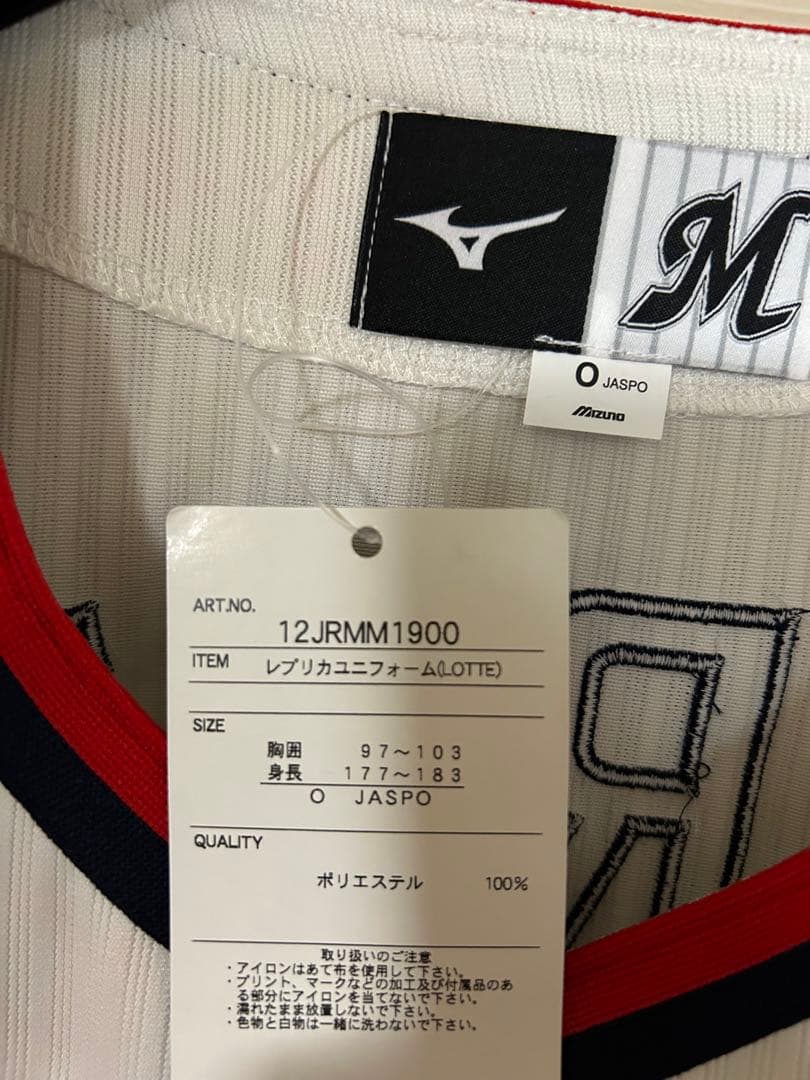 M
O JASPO
Mizuno
ART.NO.
12JRMM1900
ITEM レプリカユニフォーム(LOTTE)
SIZE
胸囲 97～103
身長 177～183
O JASPO
QUALITY
ポリエステル 100%
取り扱いのご注意
・アイロンはあて布を使用して下さい。
・プリント、マークなどの加工及び付属品のあ
る部分にアイロンを当てないで下さい。
・濡れたまま放置しないで下さい。
・色物と白物は一緒に洗わないで下さい。